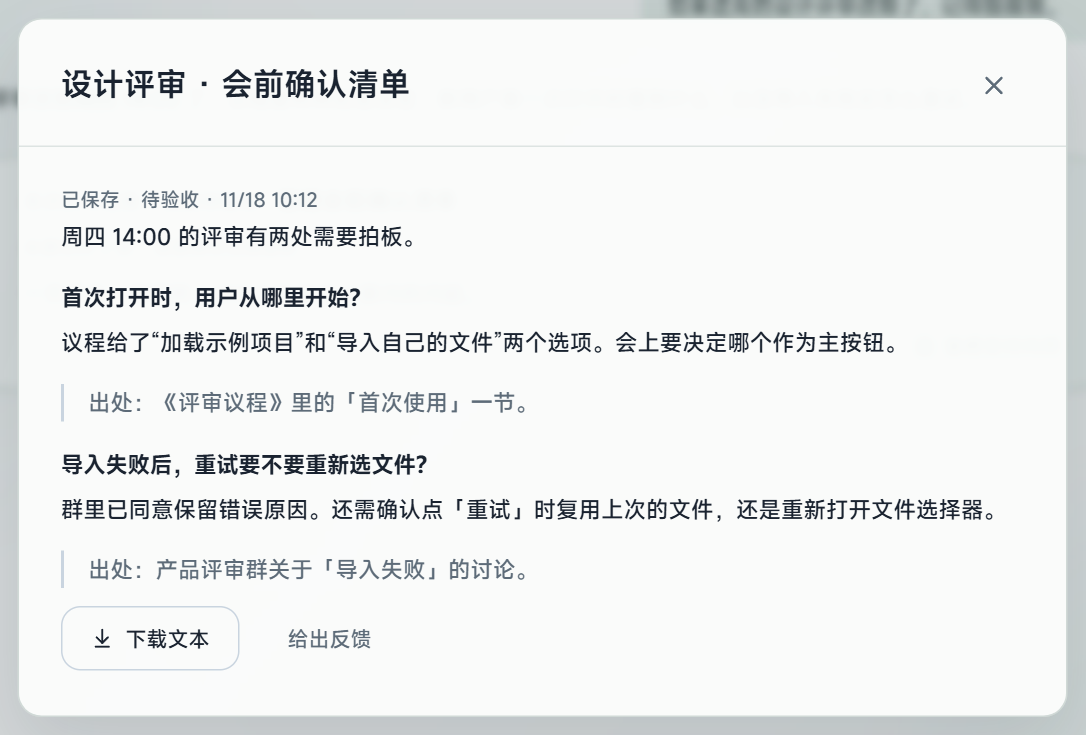 设计评审 · 会前确认清单
已保存 · 待验收 · 11/18 10:12
周四 14:00 的评审有两处需要拍板。
首次打开时，用户从哪里开始？
议程给了“加载示例项目”和“导入自己的文件”两个选项。会上要决定哪个作为主按钮。
出处：《评审议程》里的「首次使用」一节。
导入失败后，重试要不要重新选文件？
群里已同意保留错误原因。还需确认点「重试」时复用上次的文件，还是重新打开文件选择器。
出处：产品评审群关于「导入失败」的讨论。
下载文本
给出反馈